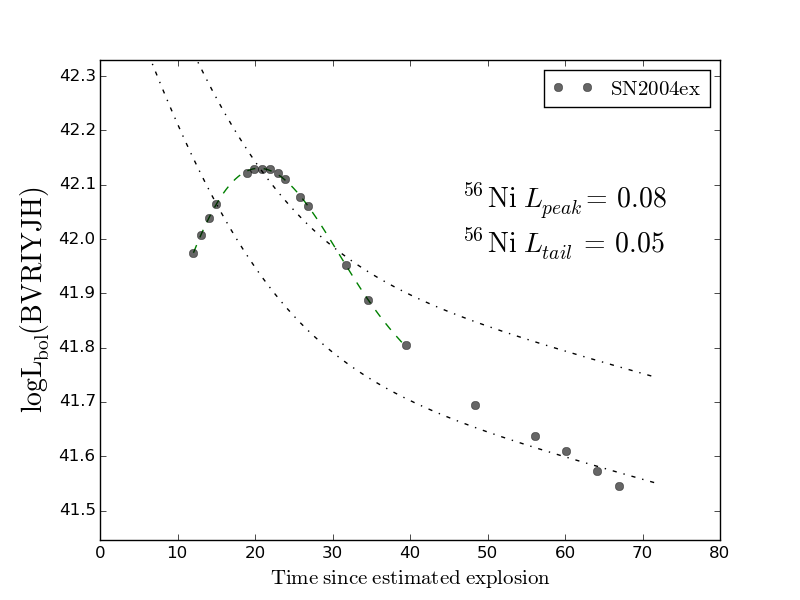 42.3
42.2
42.1
42.0
41.9
41.8
41.7
41.6
41.5
logL_bol(BVRIYJH)
SN2004ex
⁵⁶Ni L_peak = 0.08
⁵⁶Ni L_tail = 0.05
0 10 20 30 40 50 60 70 80
Time since estimated explosion